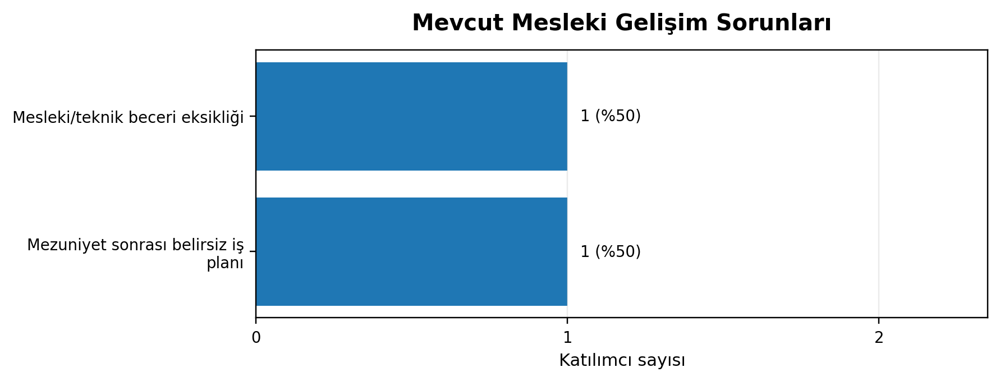 Mevcut Mesleki Gelişim Sorunları
Mesleki/teknik beceri eksikliği
1 (%50)
Mezuniyet sonrası belirsiz iş
planı
1 (%50)
0
1
2
Katılımcı sayısı